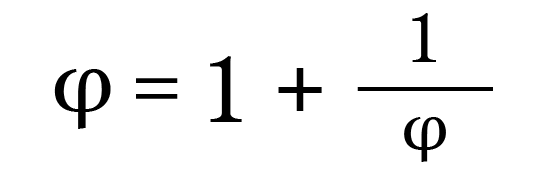 φ = 1 + 1/φ